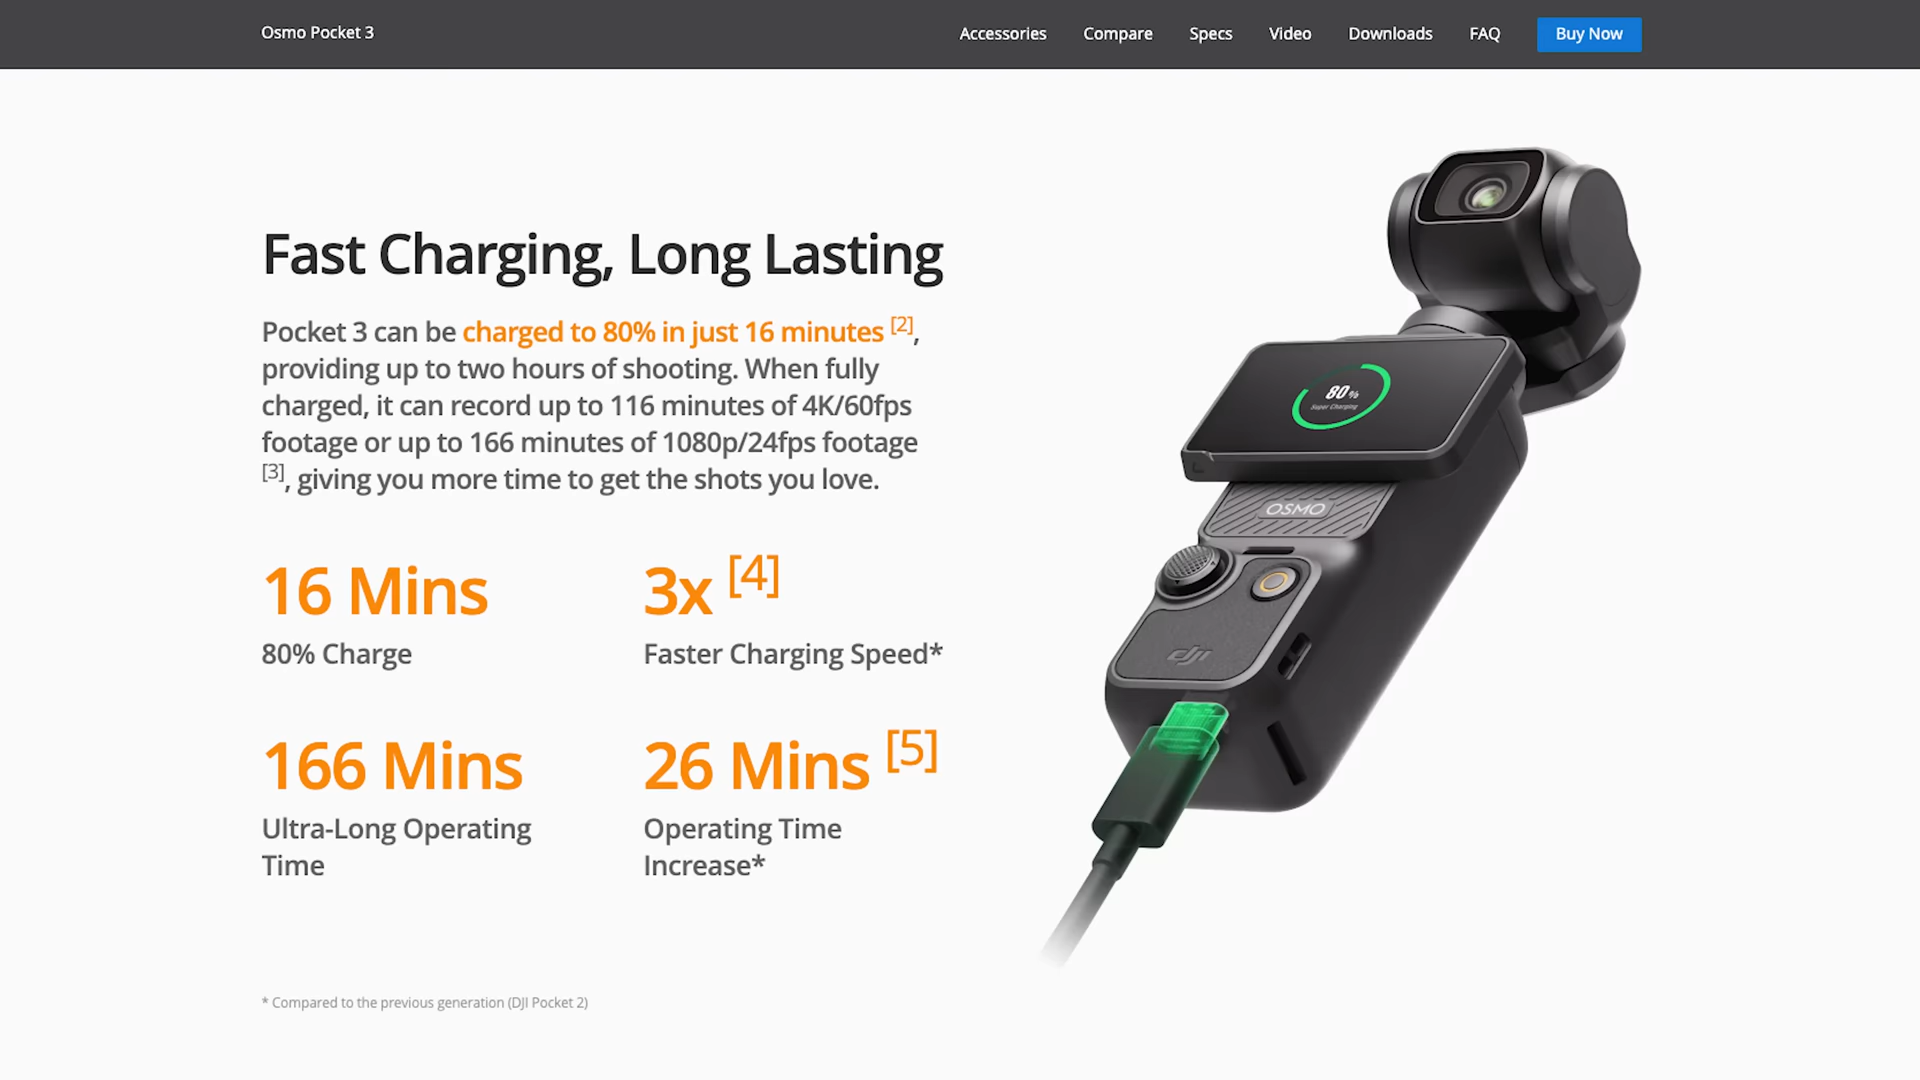 Osmo Pocket 3
Accessories
Compare
Specs
Video
Downloads
FAQ
Buy Now
Fast Charging, Long Lasting
Pocket 3 can be charged to 80% in just 16 minutes [2],
providing up to two hours of shooting. When fully
charged, it can record up to 116 minutes of 4K/60fps
footage or up to 166 minutes of 1080p/24fps footage
[3], giving you more time to get the shots you love.
16 Mins
80% Charge
3x [4]
Faster Charging Speed*
166 Mins
Ultra-Long Operating
Time
26 Mins [5]
Operating Time
Increase*
* Compared to the previous generation (DJI Pocket 2)
80%
Super Charging
OSMO
dji